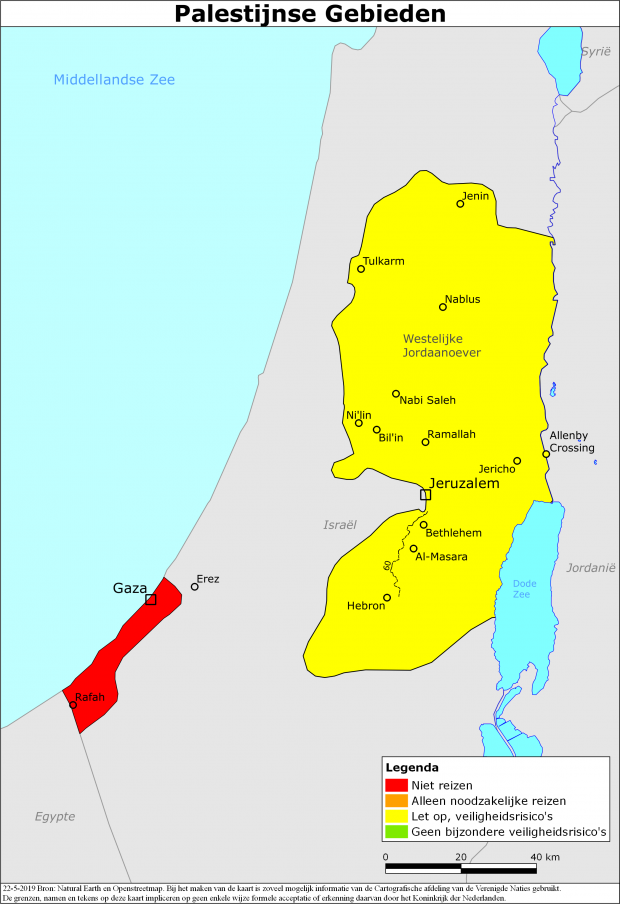 Palestijnse Gebieden
Middellandse Zee
Syrië
Jenin
Tulkarm
Nablus
Westelijke
Jordaanoever
Nabi Saleh
Ni'lin
Bil'in
Ramallah
Allenby
Crossing
Jericho
Jeruzalem
Israël
Bethlehem
Al-Masara
60
Jordanië
Dode
Zee
Erez
Gaza
Hebron
Rafah
Egypte
Legenda
Niet reizen
Alleen noodzakelijke reizen
Let op, veiligheidsrisico's
Geen bijzondere veiligheidsrisico's
0 20 40 km
22-5-2019 Bron: Natural Earth en Openstreetmap. Bij het maken van de kaart is zoveel mogelijk informatie van de Cartografische afdeling van de Verenigde Naties gebruikt.
De grenzen, namen en tekens op deze kaart impliceren op geen enkele wijze formele acceptatie of erkenning daarvan door het Koninkrijk der Nederlanden.